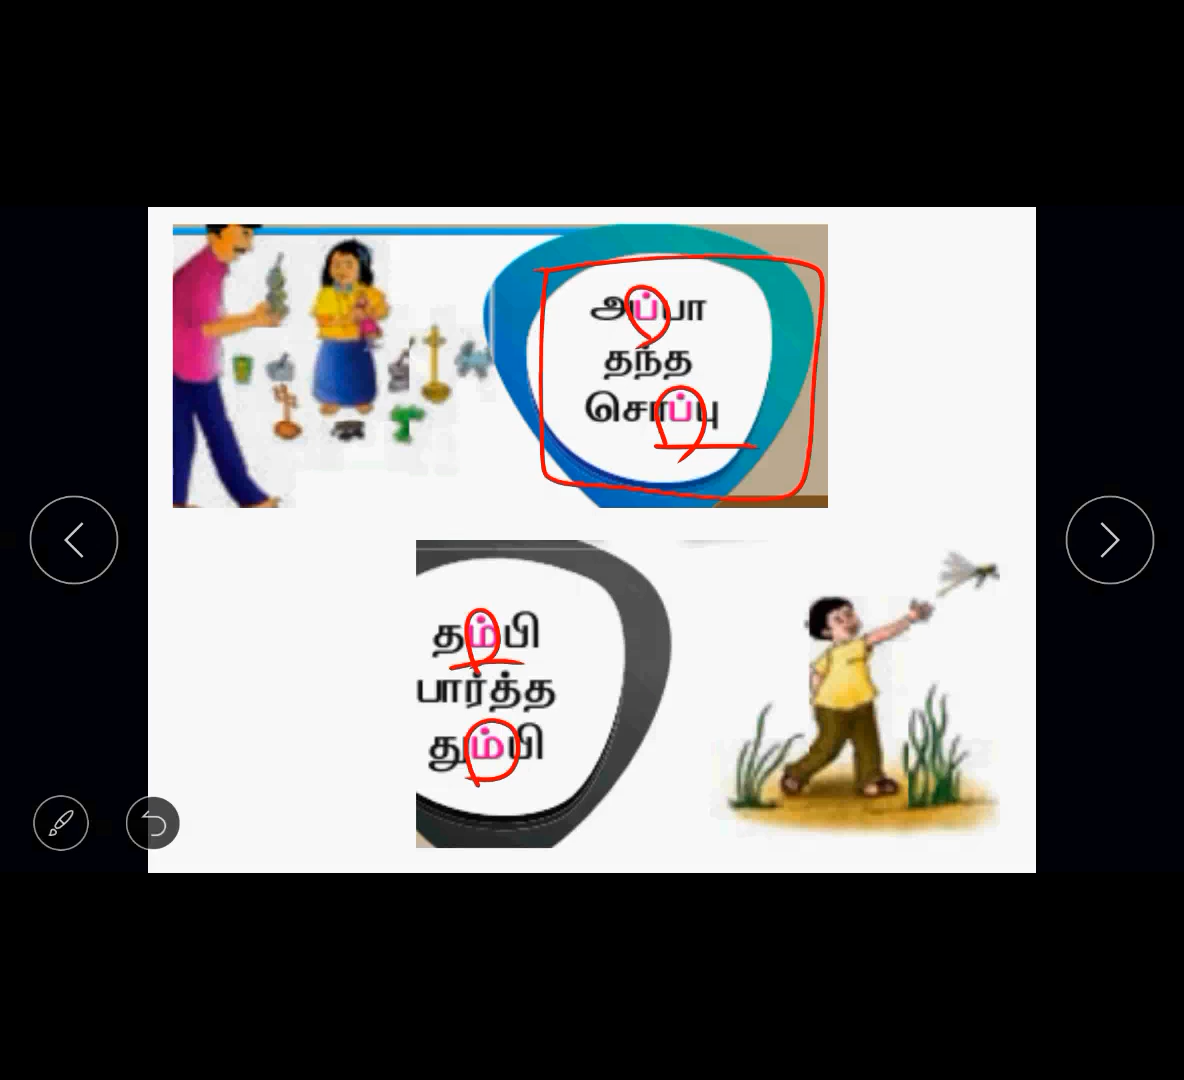 அப்பா
தந்த
சொப்பு
தம்பி
பார்த்த
தும்பி